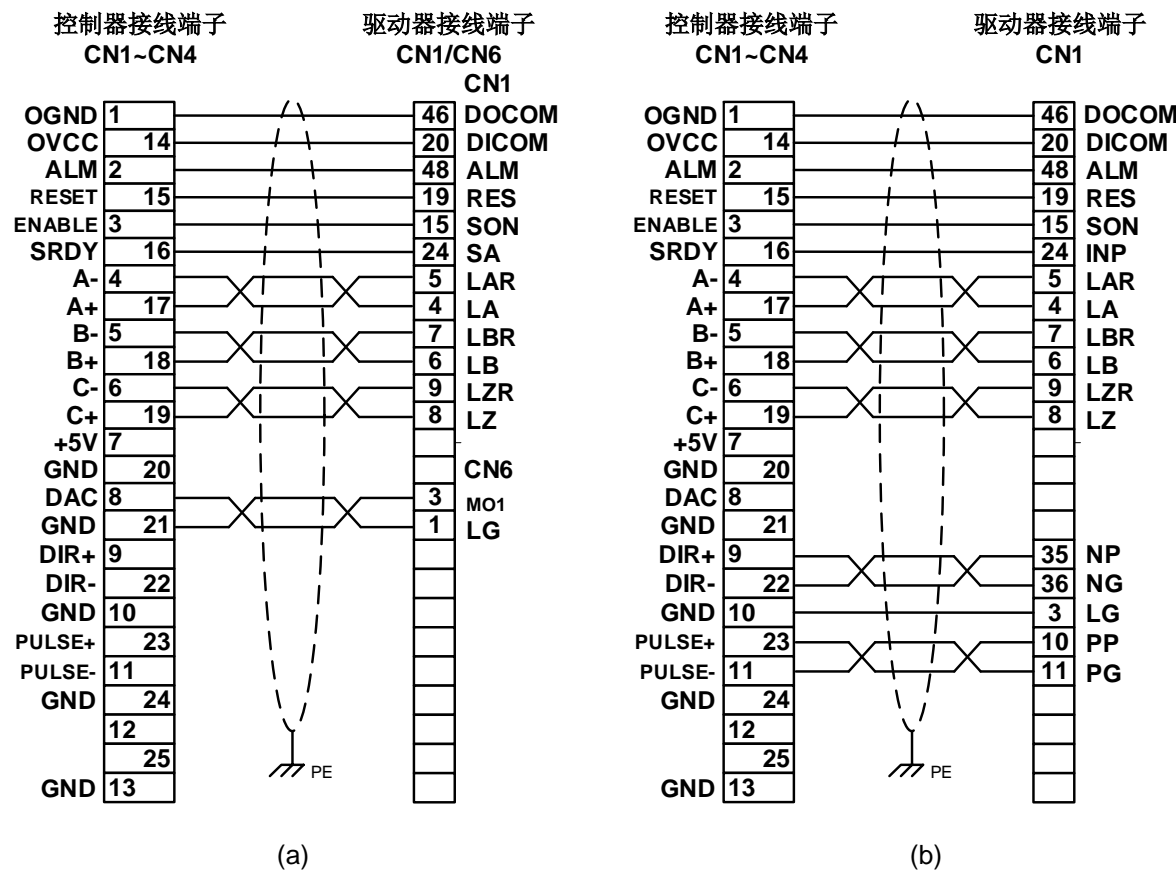 控制器接线端子 驱动器接线端子
CN1~CN4 CN1/CN6
CN1
OGND 1 46 DOCOM
OVCC 14 20 DICOM
ALM 2 48 ALM
RESET 15 19 RES
ENABLE 3 15 SON
SRDY 16 24 SA
A- 4 5 LAR
A+ 17 4 LA
B- 5 7 LBR
B+ 18 6 LB
C- 6 9 LZR
C+ 19 8 LZ
+5V 7
GND 20 CN6
DAC 8 3 MO1
GND 21 1 LG
DIR+ 9
DIR- 22
GND 10
PULSE+ 23
PULSE- 11
GND 24
12
25
GND 13
PE
(a)
控制器接线端子 驱动器接线端子
CN1~CN4 CN1
OGND 1 46 DOCOM
OVCC 14 20 DICOM
ALM 2 48 ALM
RESET 15 19 RES
ENABLE 3 15 SON
SRDY 16 24 INP
A- 4 5 LAR
A+ 17 4 LA
B- 5 7 LBR
B+ 18 6 LB
C- 6 9 LZR
C+ 19 8 LZ
+5V 7
GND 20
DAC 8
GND 21
DIR+ 9 35 NP
DIR- 22 36 NG
GND 10 3 LG
PULSE+ 23 10 PP
PULSE- 11 11 PG
GND 24
12
25
GND 13
PE
(b)